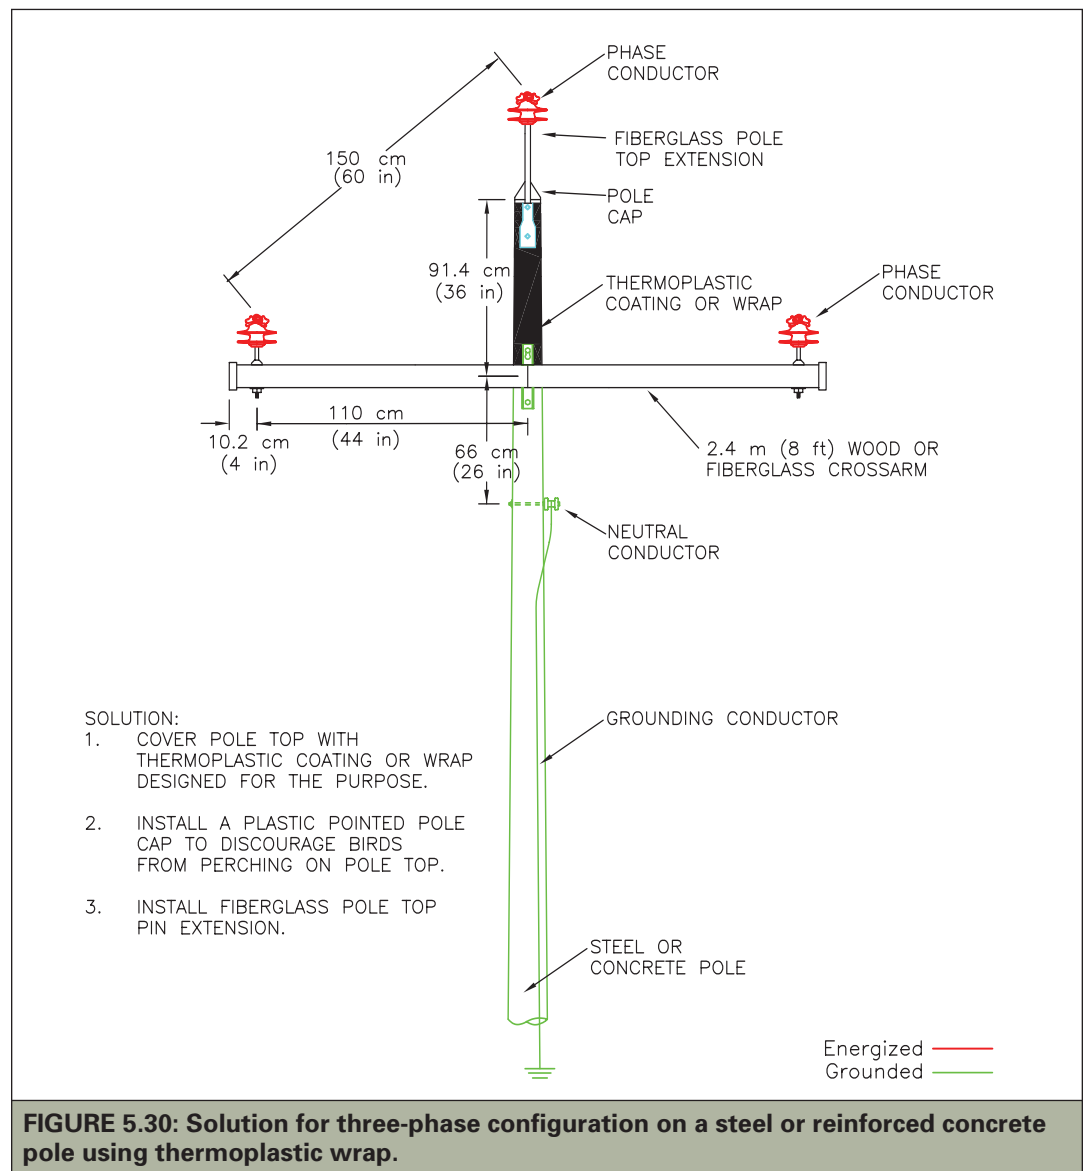 PHASE
CONDUCTOR
FIBERGLASS POLE
TOP EXTENSION
150 cm
(60 in)
POLE
CAP
91.4 cm
(36 in)
THERMOPLASTIC
COATING OR WRAP
PHASE
CONDUCTOR
110 cm
(44 in)
10.2 cm
(4 in)
66 cm
(26 in)
2.4 m (8 ft) WOOD OR
FIBERGLASS CROSSARM
NEUTRAL
CONDUCTOR
SOLUTION:
1. COVER POLE TOP WITH
THERMOPLASTIC COATING OR WRAP
DESIGNED FOR THE PURPOSE.
2. INSTALL A PLASTIC POINTED POLE
CAP TO DISCOURAGE BIRDS
FROM PERCHING ON POLE TOP.
3. INSTALL FIBERGLASS POLE TOP
PIN EXTENSION.
GROUNDING CONDUCTOR
STEEL OR
CONCRETE POLE
Energized
Grounded
FIGURE 5.30: Solution for three-phase configuration on a steel or reinforced concrete
pole using thermoplastic wrap.